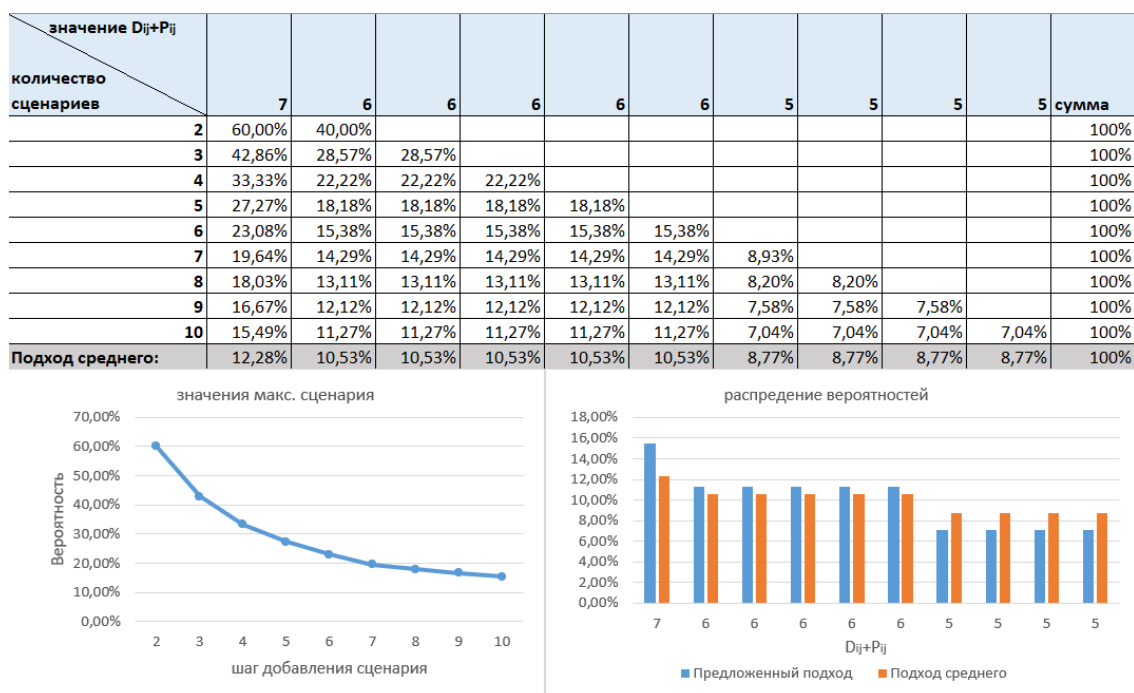 значение Dij+Pij
количество
сценариев 7 6 6 6 6 6 5 5 5 5 сумма
2 60,00% 40,00% 100%
3 42,86% 28,57% 28,57% 100%
4 33,33% 22,22% 22,22% 22,22% 100%
5 27,27% 18,18% 18,18% 18,18% 18,18% 100%
6 23,08% 15,38% 15,38% 15,38% 15,38% 15,38% 100%
7 19,64% 14,29% 14,29% 14,29% 14,29% 14,29% 8,93% 100%
8 18,03% 13,11% 13,11% 13,11% 13,11% 13,11% 8,20% 8,20% 100%
9 16,67% 12,12% 12,12% 12,12% 12,12% 12,12% 7,58% 7,58% 7,58% 100%
10 15,49% 11,27% 11,27% 11,27% 11,27% 11,27% 7,04% 7,04% 7,04% 7,04% 100%
Подход среднего: 12,28% 10,53% 10,53% 10,53% 10,53% 10,53% 8,77% 8,77% 8,77% 8,77% 100%
значения макс. сценария
70,00%
60,00%
50,00%
40,00%
30,00%
20,00%
10,00%
0,00%
Вероятность
2 3 4 5 6 7 8 9 10
шаг добавления сценария
распредение вероятностей
18,00%
16,00%
14,00%
12,00%
10,00%
8,00%
6,00%
4,00%
2,00%
0,00%
7 6 6 6 6 6 5 5 5 5
Dij+Pij
Предложенный подход Подход среднего